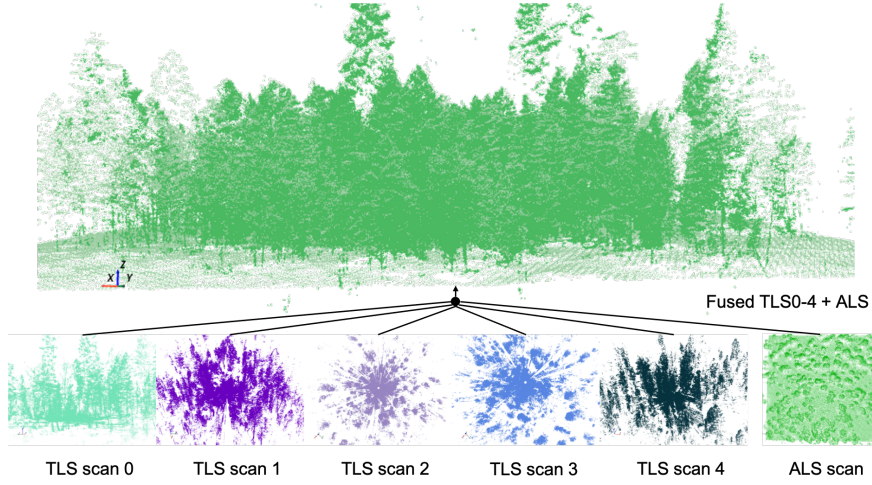 Z
X
Y
Fused TLS0-4 + ALS
TLS scan 0
TLS scan 1
TLS scan 2
TLS scan 3
TLS scan 4
ALS scan